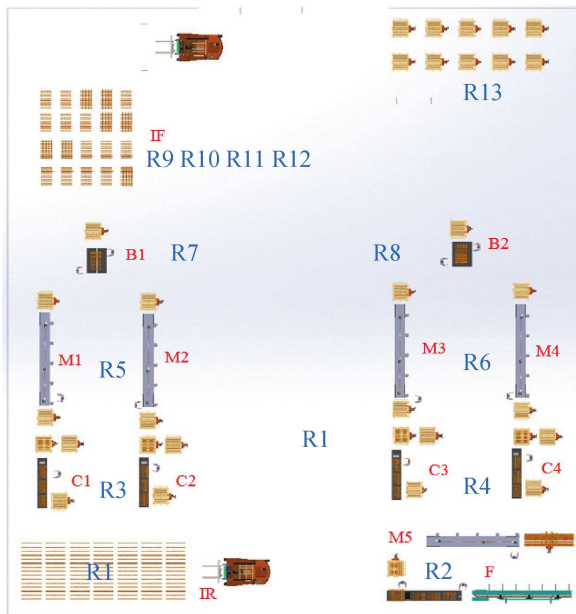 R13
IF
R9 R10 R11 R12
B1 R7 R8 B2
M1 R5 M2 M3 R6 M4
R1
C1 R3 C2 C3 R4 C4
M5
R1 IR R2 F